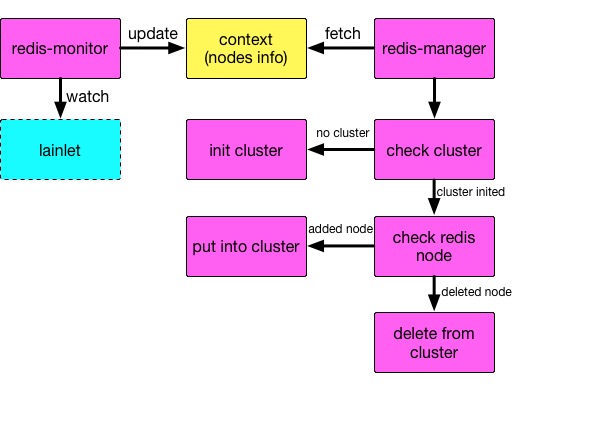 redis-monitor
update
context
(nodes info)
fetch
redis-manager
watch
lainlet
init cluster
no cluster
check cluster
cluster inited
put into cluster
added node
check redis
node
deleted node
delete from
cluster